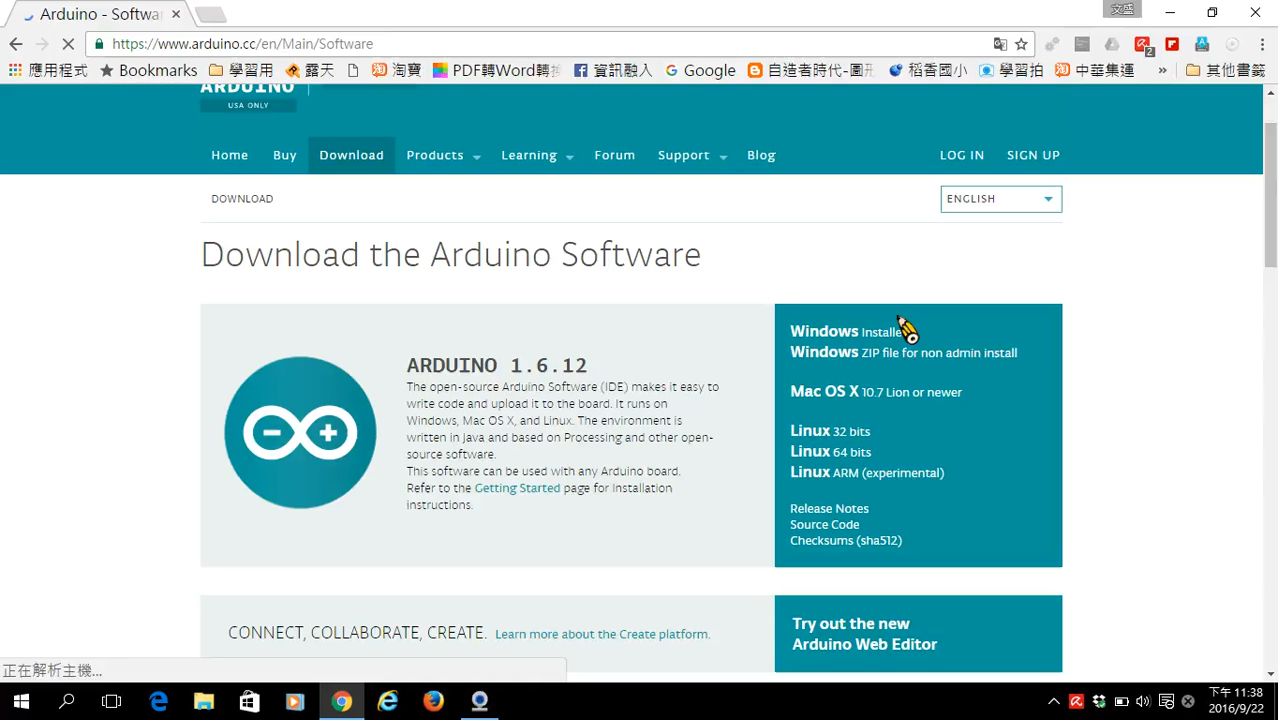 Arduino - Softwa
文盛
https://www.arduino.cc/en/Main/Software
2
應用程式 Bookmarks 學習用 露天 淘寶 PDF轉Word轉換 資訊融入 Google 自造者時代-圖形 稻香國小 學習拍 中華集運 » 其他書籤
ARDUINO
USA ONLY
Home Buy Download Products Learning Forum Support Blog LOG IN SIGN UP
DOWNLOAD ENGLISH
Download the Arduino Software
ARDUINO 1.6.12
The open-source Arduino Software (IDE) makes it easy to
write code and upload it to the board. It runs on
Windows, Mac OS X, and Linux. The environment is
written in Java and based on Processing and other open-
source software.
This software can be used with any Arduino board.
Refer to the Getting Started page for Installation
instructions.
Windows Installe
Windows ZIP file for non admin install
Mac OS X 10.7 Lion or newer
Linux 32 bits
Linux 64 bits
Linux ARM (experimental)
Release Notes
Source Code
Checksums (sha512)
CONNECT, COLLABORATE, CREATE. Learn more about the Create platform.
Try out the new
Arduino Web Editor
正在解析主機...
下午 11:38
2016/9/22